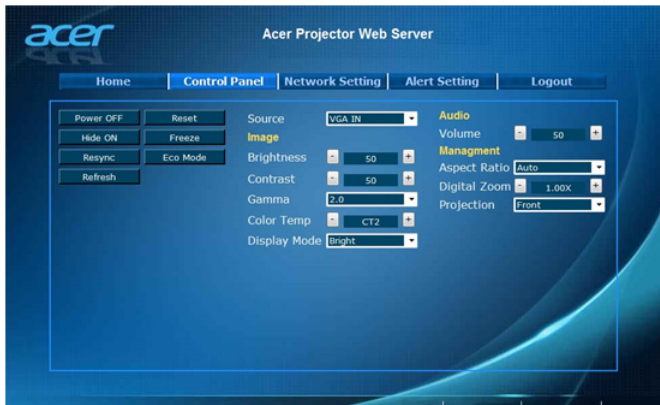 acer
Acer Projector Web Server
Home Control Panel Network Setting Alert Setting Logout
Power OFF Reset
Hide ON Freeze
Resync Eco Mode
Refresh
Source VGA IN
Image
Brightness - 50 +
Contrast - 50 +
Gamma 2.0
Color Temp - CT2 +
Display Mode Bright
Audio
Volume - 50 +
Managment
Aspect Ratio Auto
Digital Zoom - 1.00X +
Projection Front